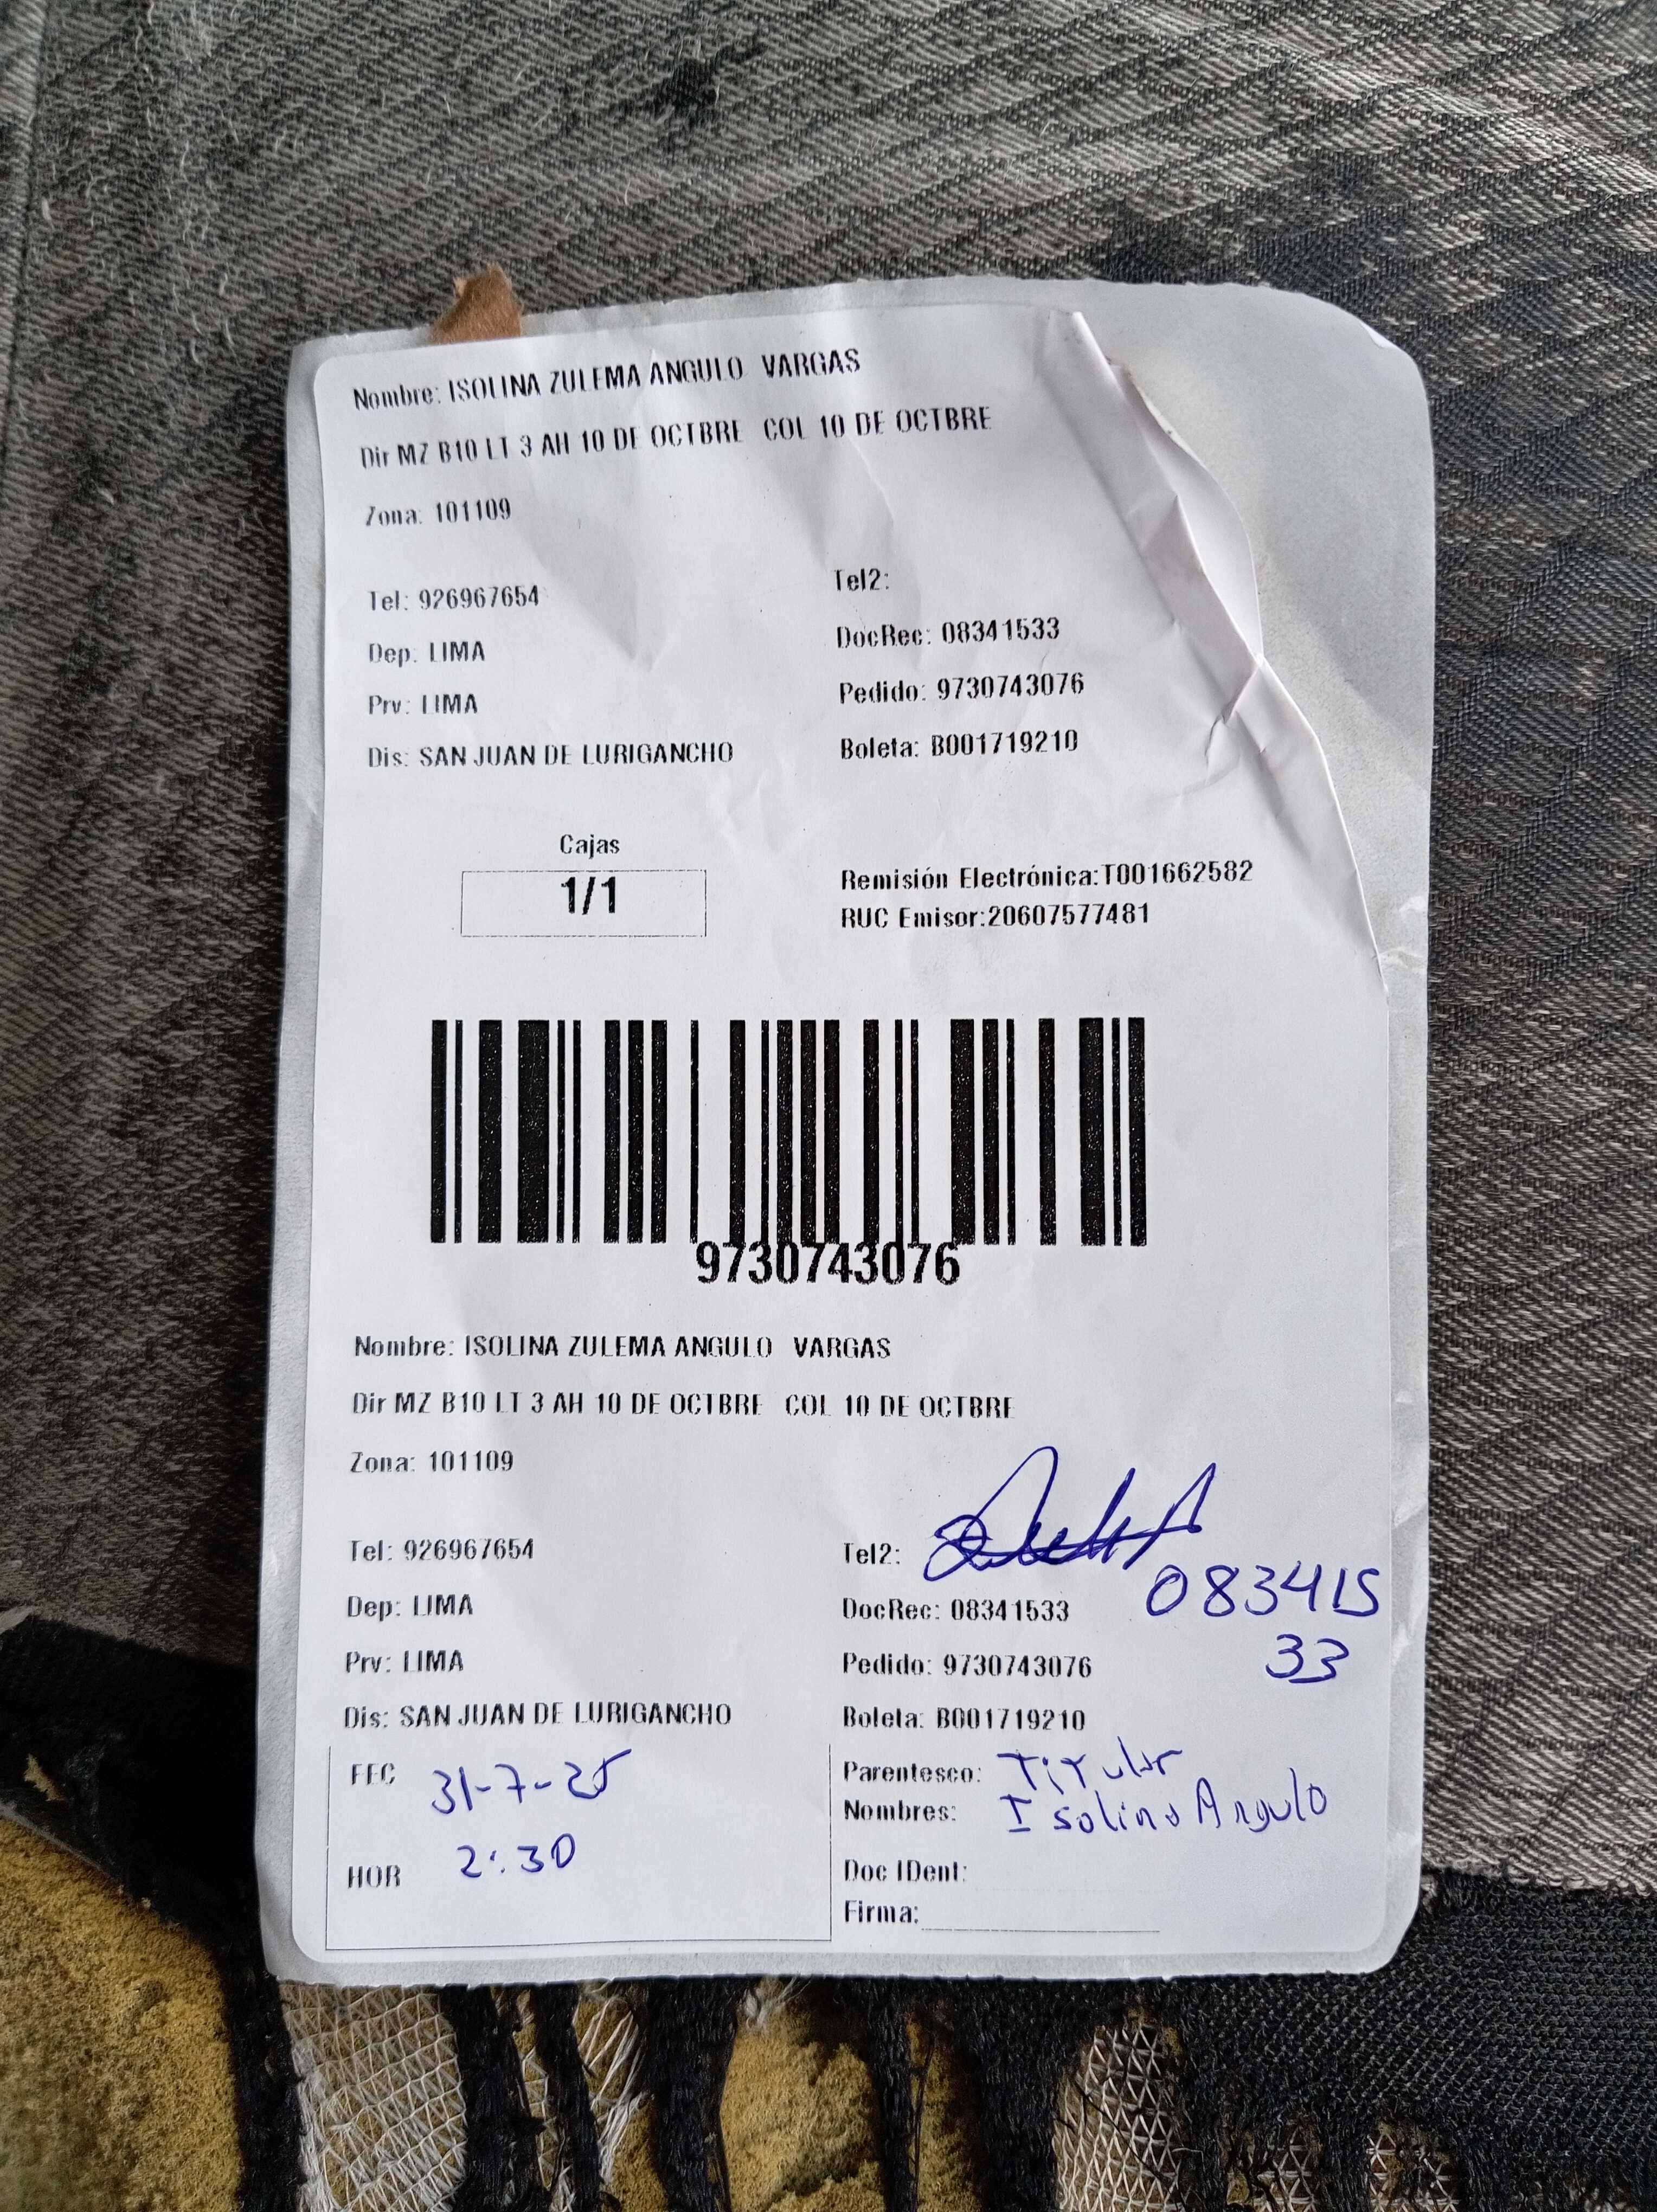 Nombre: ISOLINA ZULEMA ANGULO VARGAS
Dir MZ B10 LT 3 AH 10 DE OCTBRE COL 10 DE OCTBRE
Zona: 101109
Tel: 926967654
Tel2:
Dep. LIMA
DocRec: 08341533
Prv: LIMA
Pedido: 9730743076
Dis: SAN JUAN DE LURIGANCHO
Boleta: B001719210
Cajas
1/1
Remisión Electrónica:T001662582
RUC Emisor:20607577481
9730743076
Nombre: ISOLINA ZULEMA ANGULO VARGAS
Dir MZ B10 LT 3 AH 10 DE OCTBRE COL 10 DE OCTBRE
Zona: 101109
Tel: 926967654
Tel2:
Dep: LIMA
DocRec: 08341533
083415
33
Prv: LIMA
Pedido: 9730743076
Dis: SAN JUAN DE LURIGANCHO
Boleta: B001719210
FEC 31-7-25
Parentesco: Titular
Nombres: Isolina Angulo
HOR 2:30
Doc IDent:
Firma: